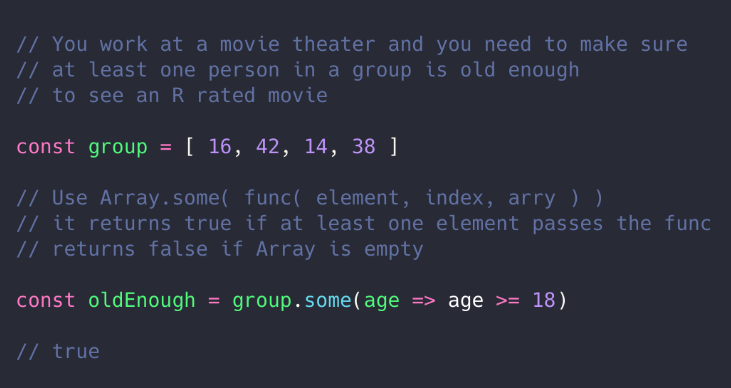 // You work at a movie theater and you need to make sure
// at least one person in a group is old enough
// to see an R rated movie
const group = [ 16, 42, 14, 38 ]
// Use Array.some( func( element, index, arry ) )
// it returns true if at least one element passes the func
// returns false if Array is empty
const oldEnough = group.some(age => age >= 18)
// true